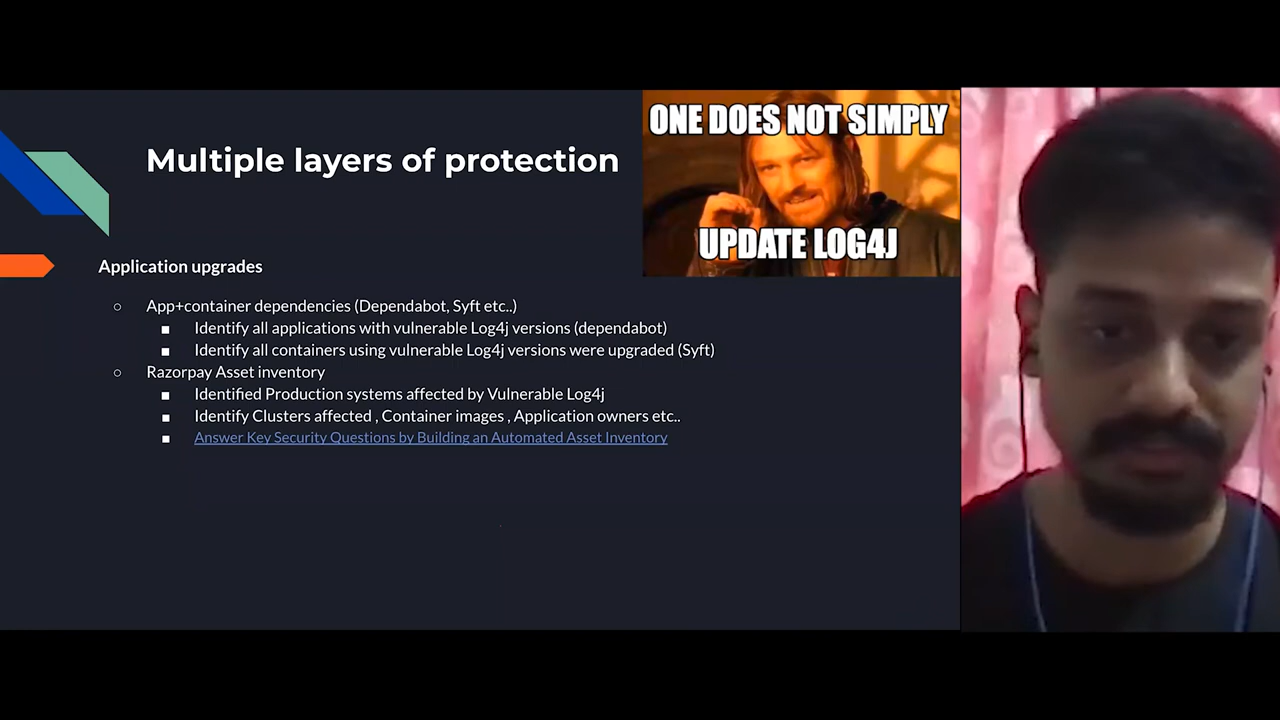 ONE DOES NOT SIMPLY
UPDATE LOG4J
Multiple layers of protection
Application upgrades
○ App+container dependencies (Dependabot, Syft etc..)
■ Identify all applications with vulnerable Log4j versions (dependabot)
■ Identify all containers using vulnerable Log4j versions were upgraded (Syft)
○ Razorpay Asset inventory
■ Identified Production systems affected by Vulnerable Log4j
■ Identify Clusters affected , Container images , Application owners etc..
■ Answer Key Security Questions by Building an Automated Asset Inventory